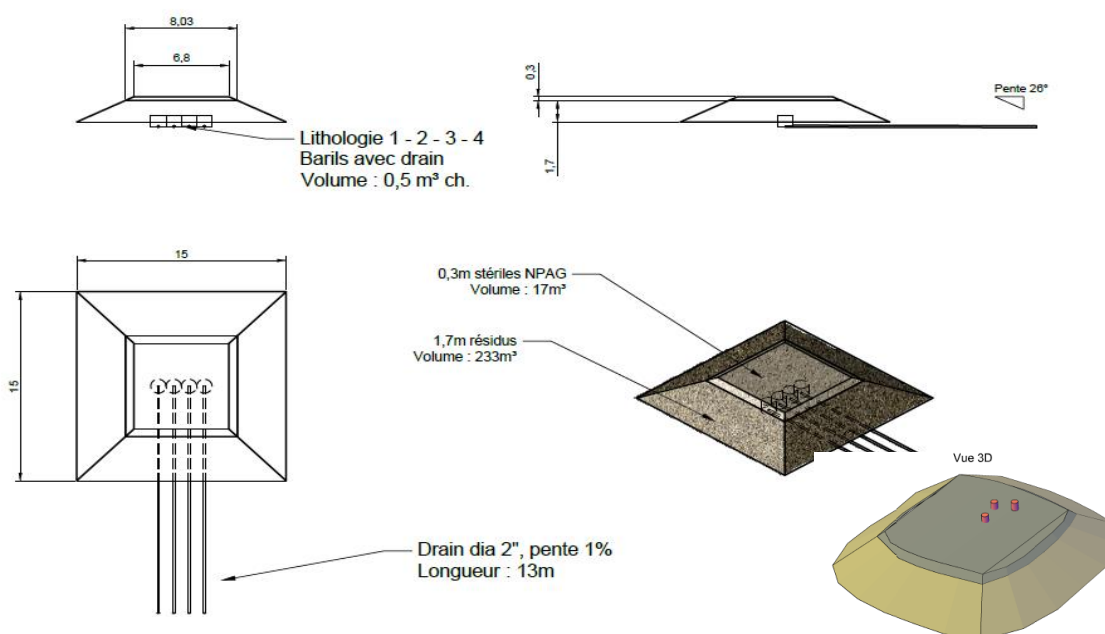 8,03
6,8
Lithologie 1 - 2 - 3 - 4
Barils avec drain
Volume : 0,5 m³ ch.
0,3
1,7
Pente 26°
15
15
0,3m stériles NPAG
Volume : 17m³
1,7m résidus
Volume : 233m³
Drain dia 2", pente 1%
Longueur : 13m
Vue 3D